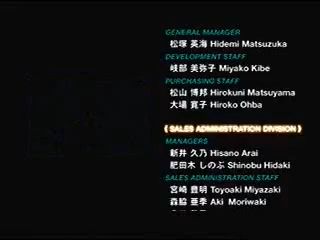 GENERAL MANAGER
松塚 英海 Hidemi Matsuzuka
DEVELOPMENT STAFF
岐部 美弥子 Miyako Kibe
PURCHASING STAFF
松山 博邦 Hirokuni Matsuyama
大場 寛子 Hiroko Ohba
( SALES ADMINISTRATION DIVISION )
MANAGERS
新井 久乃 Hisano Arai
肥田木 しのぶ Shinobu Hidaki
SALES ADMINISTRATION STAFF
宮崎 豊明 Toyoaki Miyazaki
森脇 亜季 Aki Moriwaki